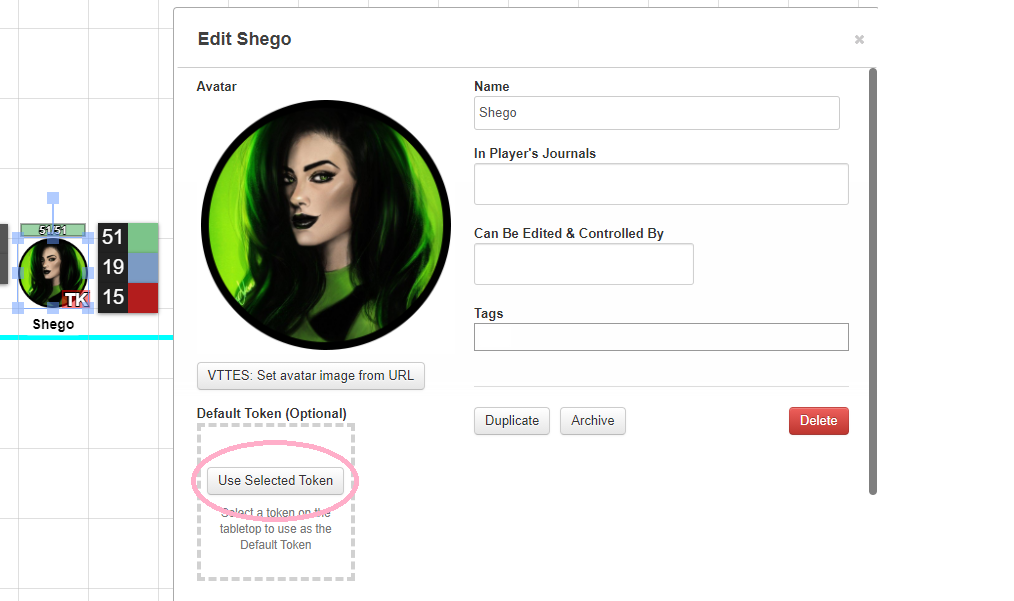 Edit Shego
×
Avatar
Name
Shego
In Player's Journals
Can Be Edited & Controlled By
Tags
VTTES: Set avatar image from URL
Default Token (Optional)
Use Selected Token
Select a token on the
tabletop to use as the
Default Token
Duplicate
Archive
Delete
51/51
TK
Shego
51
19
15